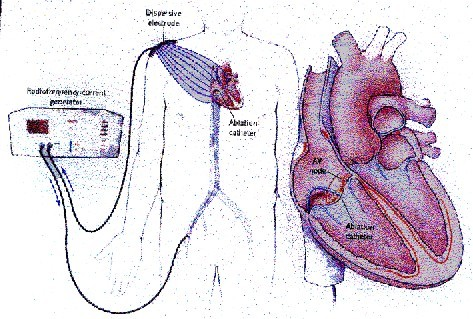 Dispersive
electrode
Radiofrequency-current
generator
Ablation
catheter
AV
node
Ablation
catheter